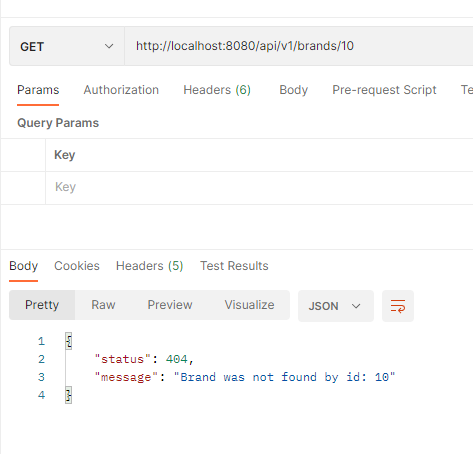 GET http://localhost:8080/api/v1/brands/10
Params Authorization Headers (6) Body Pre-request Script Te
Query Params
Key
Key
Body Cookies Headers (5) Test Results
Pretty Raw Preview Visualize JSON
1 {
2 "status": 404,
3 "message": "Brand was not found by id: 10"
4 }